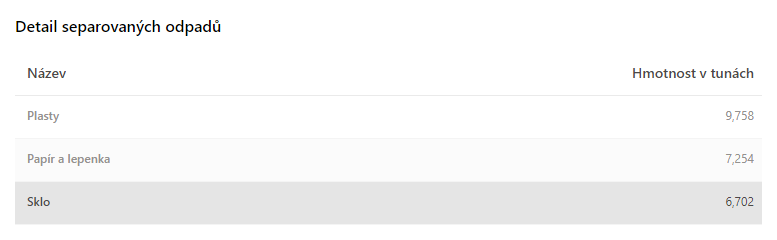 Detail separovaných odpadů
Název Hmotnost v tunách
Plasty 9,758
Papír a lepenka 7,254
Sklo 6,702